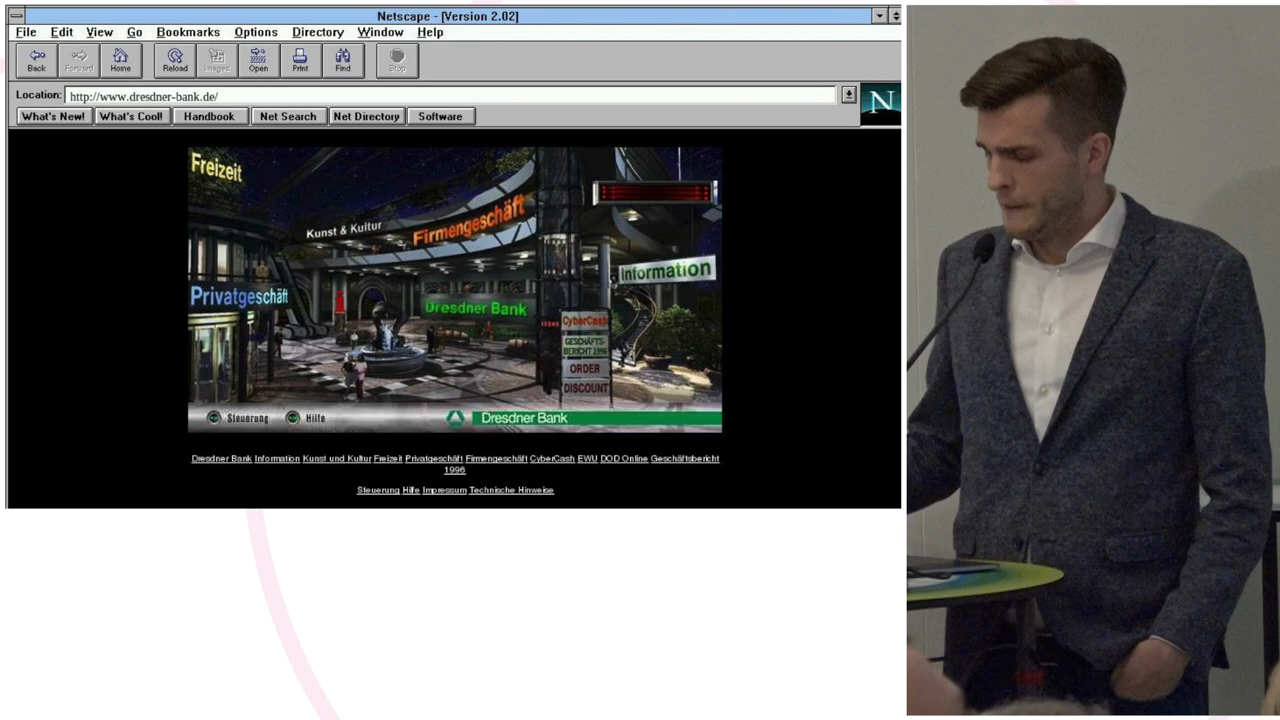 Netscape - [Version 2.02]
File Edit View Go Bookmarks Options Directory Window Help
Back Forward Home Reload Images Open Print Find Stop
Location: http://www.dresdner-bank.de/
N
What's New! What's Cool! Handbook Net Search Net Directory Software
Freizeit
Kunst & Kultur
Firmengeschäft
Information
Privatgeschäft
i
Dresdner Bank
CyberCash
GESCHÄFTS-
BERICHT 1996
ORDER
DISCOUNT
Steuerung Hilfe Dresdner Bank
Dresdner Bank Information Kunst und Kultur Freizeit Privatgeschäft Firmengeschäft CyberCash EWU DOD Online Geschäftsbericht
1996
Steuerung Hilfe Impressum Technische Hinweise